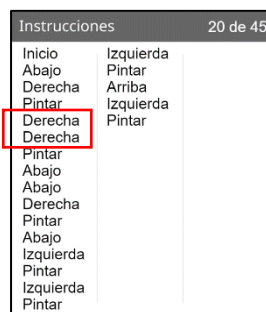 Instrucciones 20 de 45
Inicio
Abajo
Derecha
Pintar
Derecha
Derecha
Pintar
Abajo
Abajo
Derecha
Pintar
Abajo
Izquierda
Pintar
Izquierda
Pintar
Izquierda
Pintar
Arriba
Izquierda
Pintar